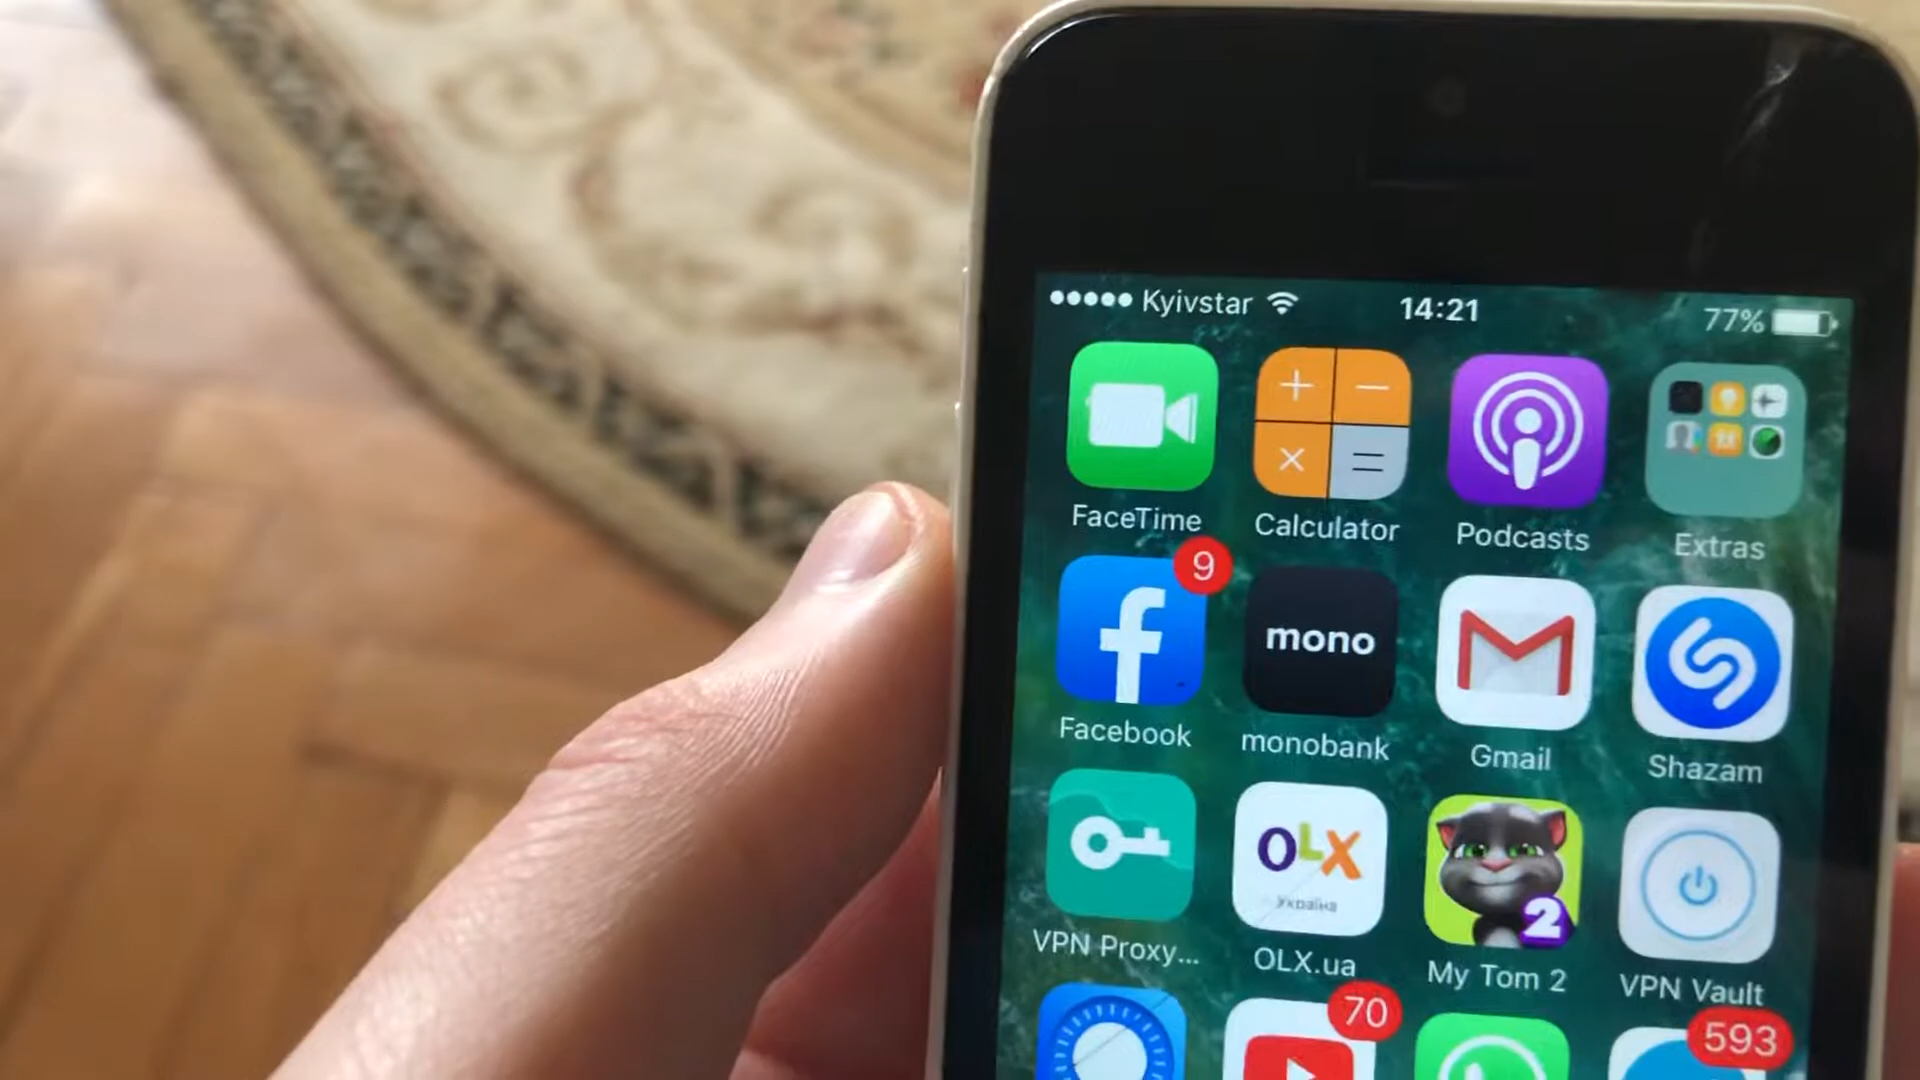 Kyivstar 14:21 77%
FaceTime Calculator Podcasts Extras
9
mono
Facebook monobank Gmail Shazam
OLX
Україна
2
VPN Proxy... OLX.ua My Tom 2 VPN Vault
70 593